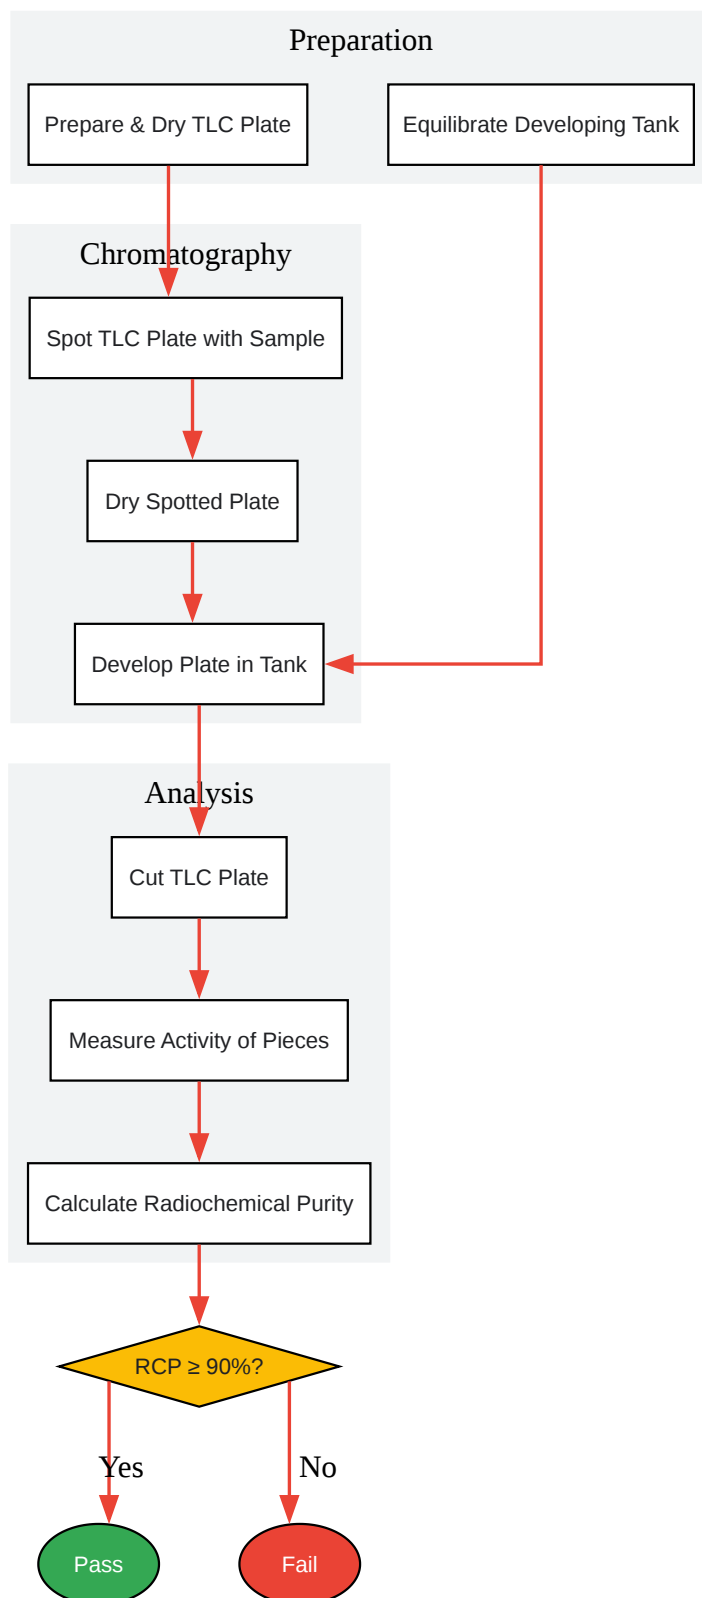 Preparation
Prepare & Dry TLC Plate
Equilibrate Developing Tank
Chromatography
Spot TLC Plate with Sample
Dry Spotted Plate
Develop Plate in Tank
Analysis
Cut TLC Plate
Measure Activity of Pieces
Calculate Radiochemical Purity
RCP ≥ 90%?
Yes
No
Pass
Fail